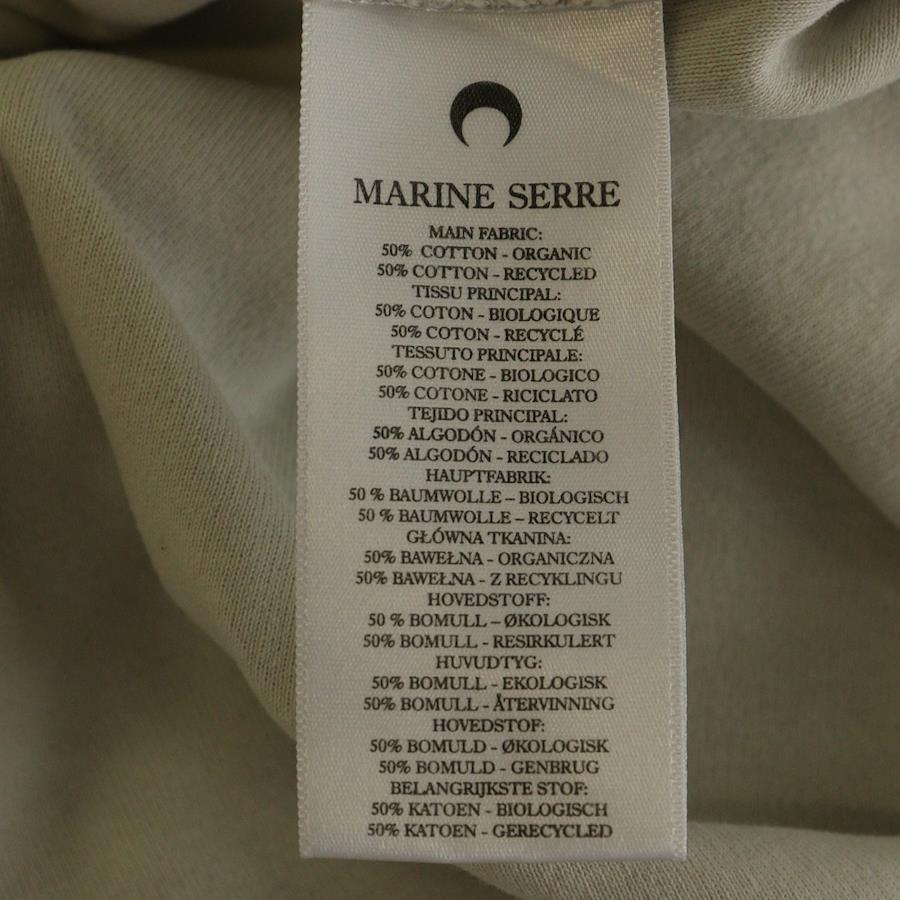 MARINE SERRE
MAIN FABRIC:
50% COTTON - ORGANIC
50% COTTON - RECYCLED
TISSU PRINCIPAL:
50% COTON - BIOLOGIQUE
50% COTON - RECYCLÉ
TESSUTO PRINCIPALE:
50% COTONE - BIOLOGICO
50% COTONE - RICICLATO
TEJIDO PRINCIPAL:
50% ALGODÓN - ORGÁNICO
50% ALGODÓN - RECICLADO
HAUPTFABRIK:
50 % BAUMWOLLE – BIOLOGISCH
50 % BAUMWOLLE – RECYCELT
GŁÓWNA TKANINA:
50% BAWEŁNA - ORGANICZNA
50% BAWEŁNA - Z RECYKLINGU
HOVEDSTOFF:
50 % BOMULL – ØKOLOGISK
50% BOMULL - RESIRKULERT
HUVUDTYG:
50% BOMULL - EKOLOGISK
50% BOMULL - ÅTERVINNING
HOVEDSTOF:
50% BOMULD - ØKOLOGISK
50% BOMULD - GENBRUG
BELANGRIJKSTE STOF:
50% KATOEN - BIOLOGISCH
50% KATOEN - GERECYCLED